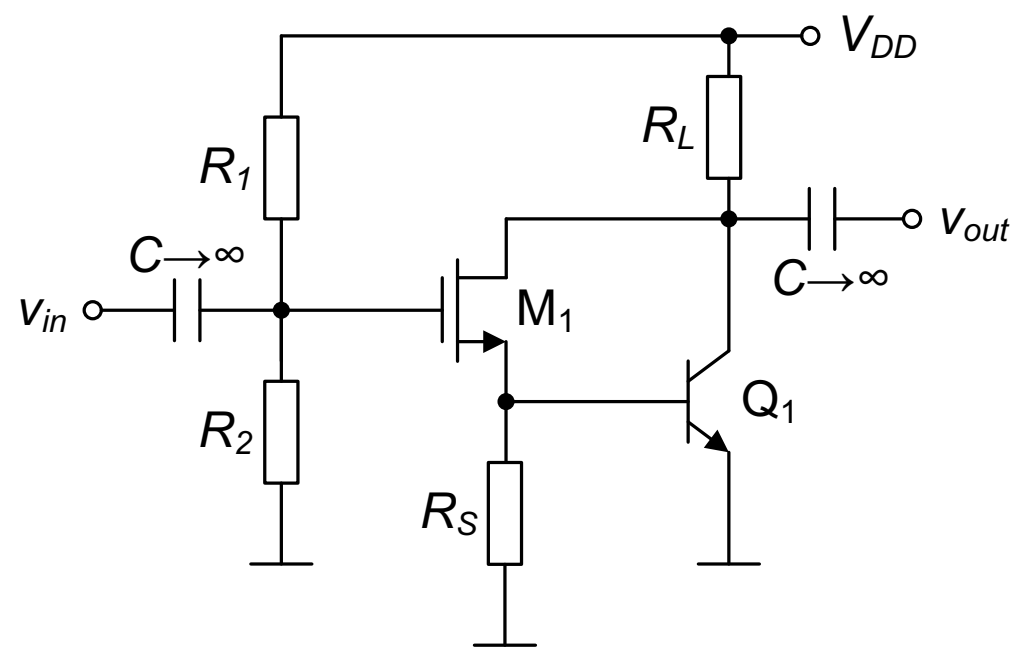 V_DD
R_L
R_1
C→∞
v_out
v_in
M_1
C→∞
Q_1
R_2
R_S